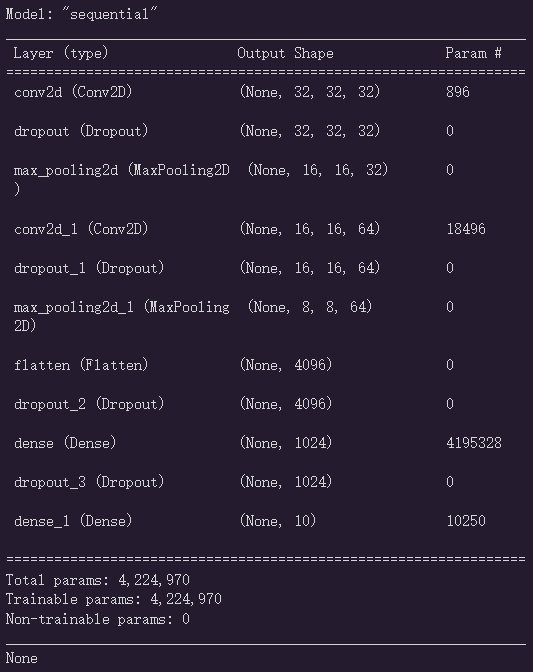 Model: "sequential"
Layer (type) Output Shape Param #
conv2d (Conv2D) (None, 32, 32, 32) 896
dropout (Dropout) (None, 32, 32, 32) 0
max_pooling2d (MaxPooling2D (None, 16, 16, 32) 0
)
conv2d_1 (Conv2D) (None, 16, 16, 64) 18496
dropout_1 (Dropout) (None, 16, 16, 64) 0
max_pooling2d_1 (MaxPooling (None, 8, 8, 64) 0
2D)
flatten (Flatten) (None, 4096) 0
dropout_2 (Dropout) (None, 4096) 0
dense (Dense) (None, 1024) 4195328
dropout_3 (Dropout) (None, 1024) 0
dense_1 (Dense) (None, 10) 10250
Total params: 4,224,970
Trainable params: 4,224,970
Non-trainable params: 0
None